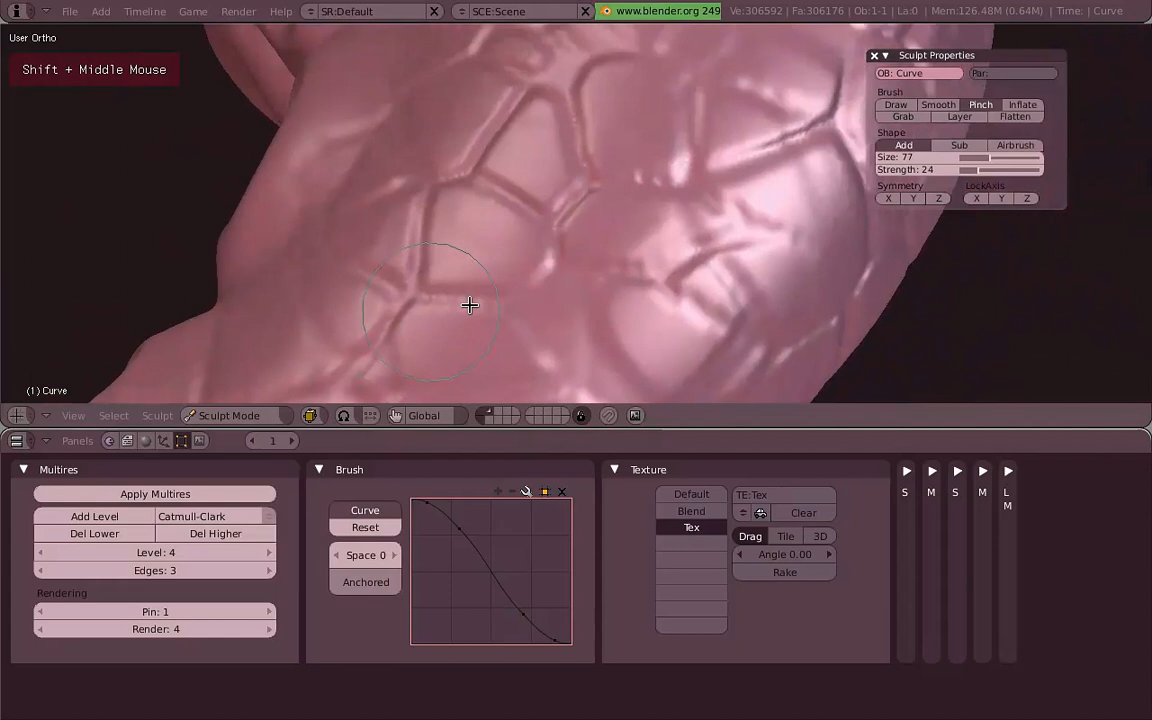 File Add Timeline Game Render Help SR:Default SCE:Scene www.blender.org 249 Ve:306592 | Fa:306176 | Ob:1-1 | La:0 | Mem:126.48M (0.64M) | Time: | Curve
User Ortho
Shift + Middle Mouse
Sculpt Properties
OB: Curve Par:
Brush
Draw Smooth Pinch Inflate
Grab Layer Flatten
Shape
Add Sub Airbrush
Size: 77
Strength: 24
Symmetry LockAxis
X Y Z X Y Z
(1) Curve
View Select Sculpt Sculpt Mode Global
Panels 1
Multires
Apply Multires
Add Level Catmull-Clark
Del Lower Del Higher
Level: 4
Edges: 3
Rendering
Pin: 1
Render: 4
Brush
Curve
Reset
Space 0
Anchored
Texture
Default
Blend
Tex
TE:Tex
Clear
Drag Tile 3D
Angle 0.00
Rake
S M S M L
M